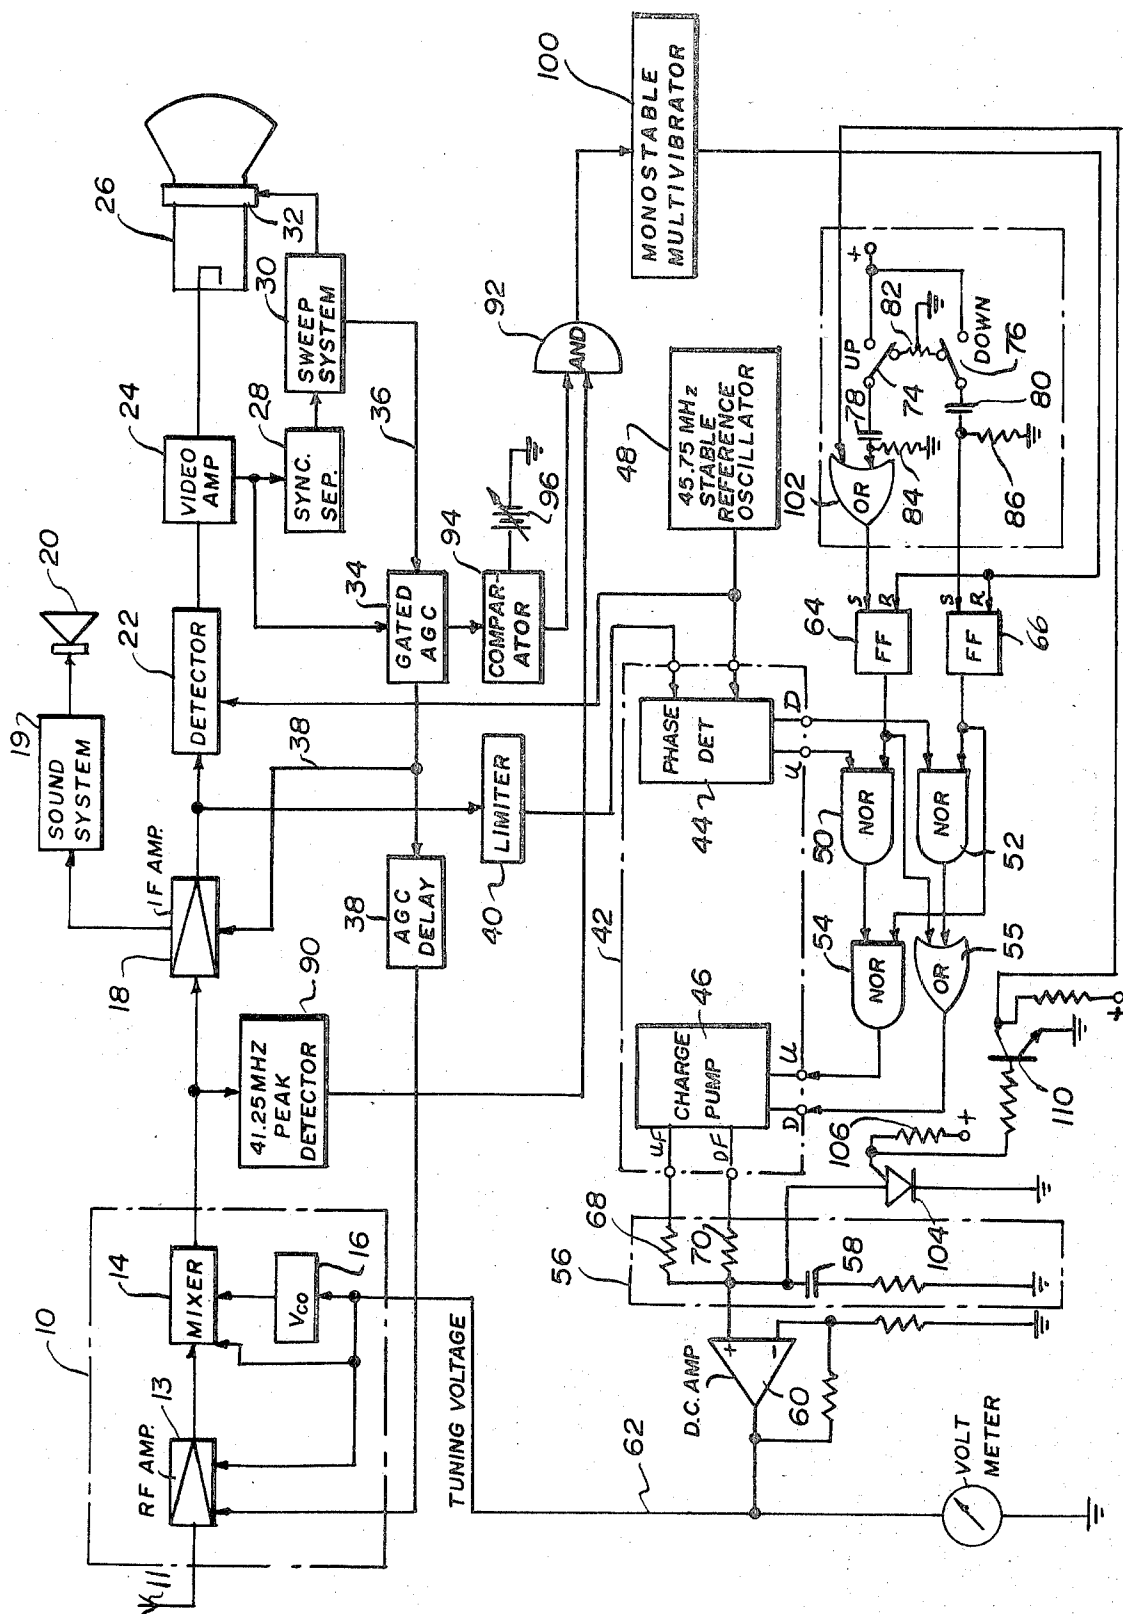 11
10
RF AMP.
13
14
MIXER
16
VCO
TUNING VOLTAGE
62
18
IF AMP.
19
SOUND
SYSTEM
20
22
DETECTOR
24
VIDEO
AMP
26
32
28
SYNC.
SEP.
30
SWEEP
SYSTEM
36
34
GATED
AGC
38
38
AGC
DELAY
90
41.25 MHZ
PEAK
DETECTOR
40
LIMITER
94
COMPAR-
ATOR
96
92
AND
100
MONOSTABLE
MULTIVIBRATOR
48
45.75 MHz
STABLE
REFERENCE
OSCILLATOR
42
44
PHASE
DET
U
D
46
CHARGE
PUMP
UF
DF
D
U
50
NOR
52
NOR
54
NOR
55
OR
64
FF
S
R
66
FF
S
R
102
OR
78
UP
74
82
+
DOWN
76
80
84
86
56
68
70
58
104
106
+
110
+
D.C. AMP
+
-
60
VOLT
METER